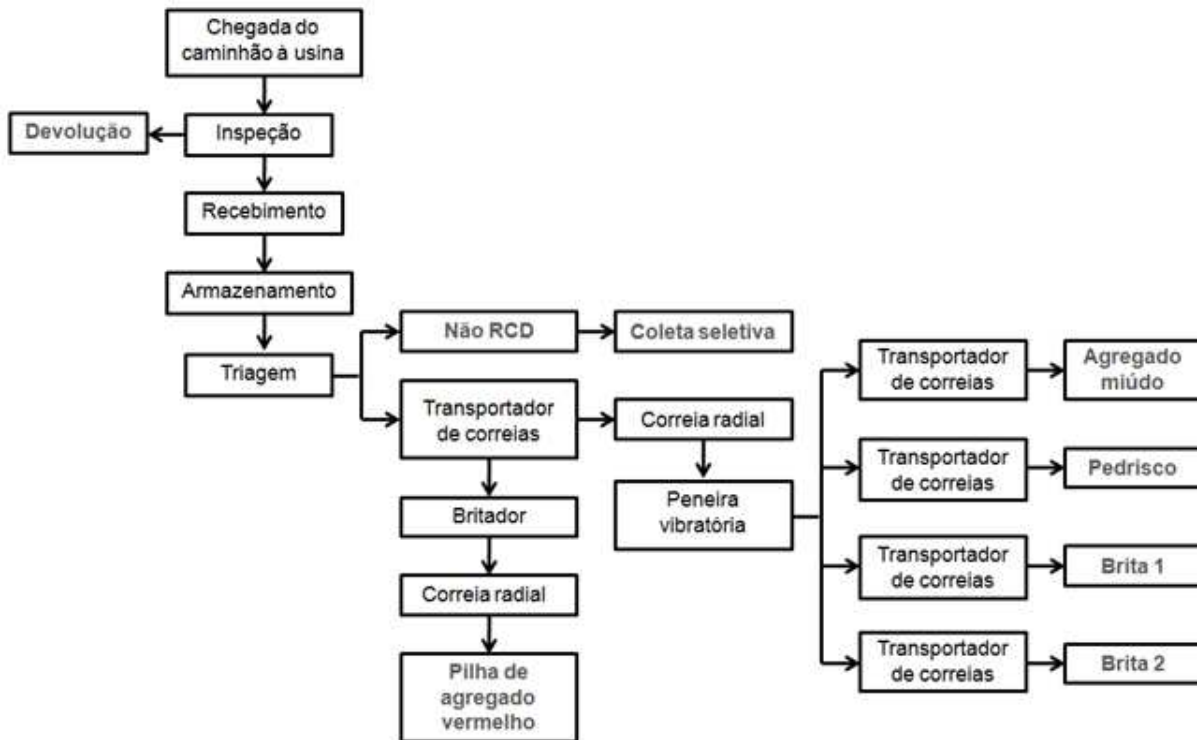 Chegada do
caminhão à usina
Devolução
Inspeção
Recebimento
Armazenamento
Triagem
Não RCD
Coleta seletiva
Transportador
de correias
Correia radial
Britador
Peneira
vibratória
Correia radial
Pilha de
agregado
vermelho
Transportador
de correias
Agregado
miúdo
Transportador
de correias
Pedrisco
Transportador
de correias
Brita 1
Transportador
de correias
Brita 2